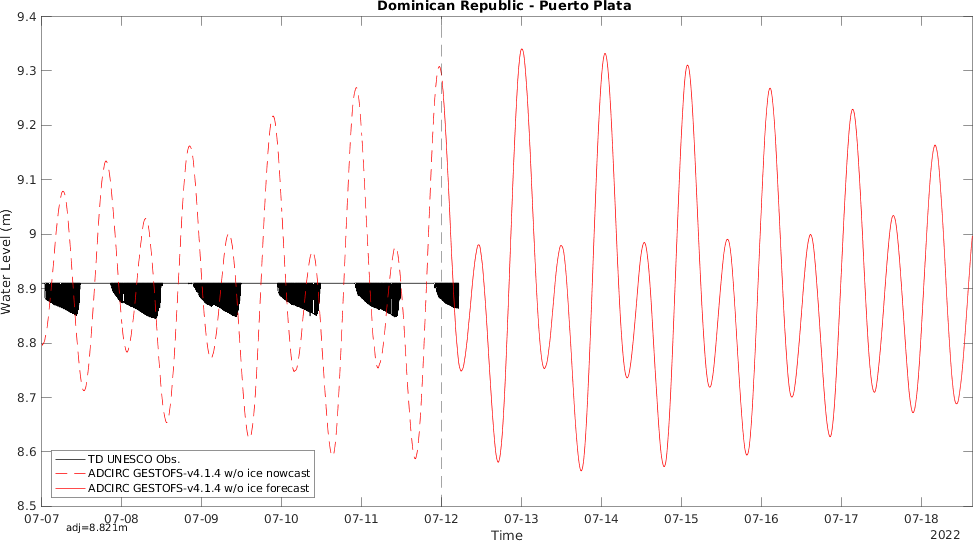 Dominican Republic - Puerto Plata
Water Level (m)
9.4
9.3
9.2
9.1
9
8.9
8.8
8.7
8.6
8.5
TD UNESCO Obs.
ADCIRC GESTOFS-v4.1.4 w/o ice nowcast
ADCIRC GESTOFS-v4.1.4 w/o ice forecast
07-07 07-08 07-09 07-10 07-11 07-12 07-13 07-14 07-15 07-16 07-17 07-18
adj=8.821m
Time
2022